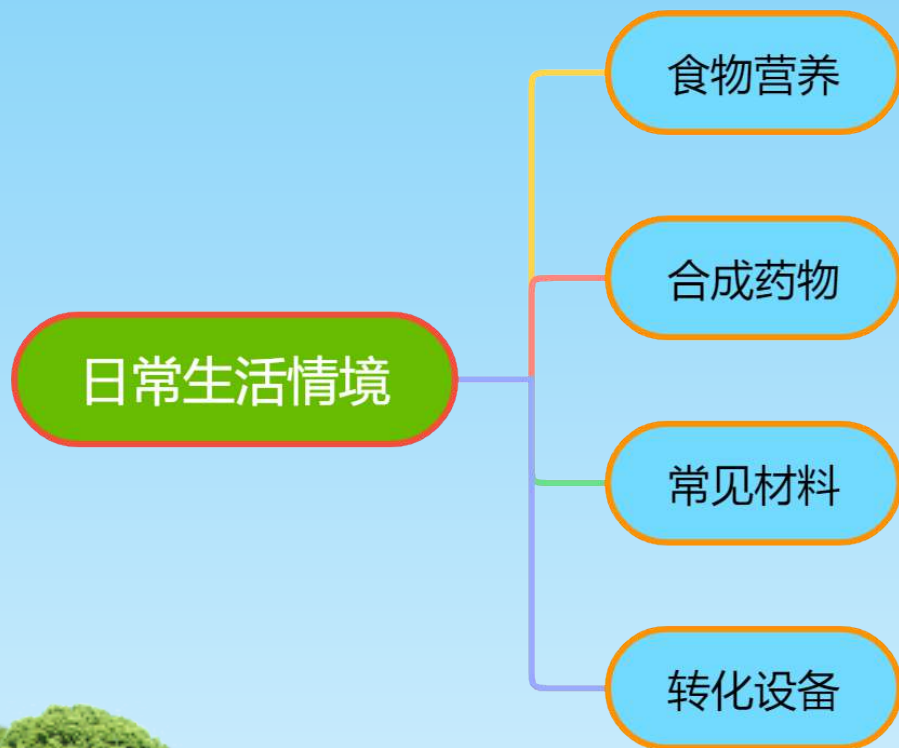 食物营养
合成药物
日常生活情境
常见材料
转化设备